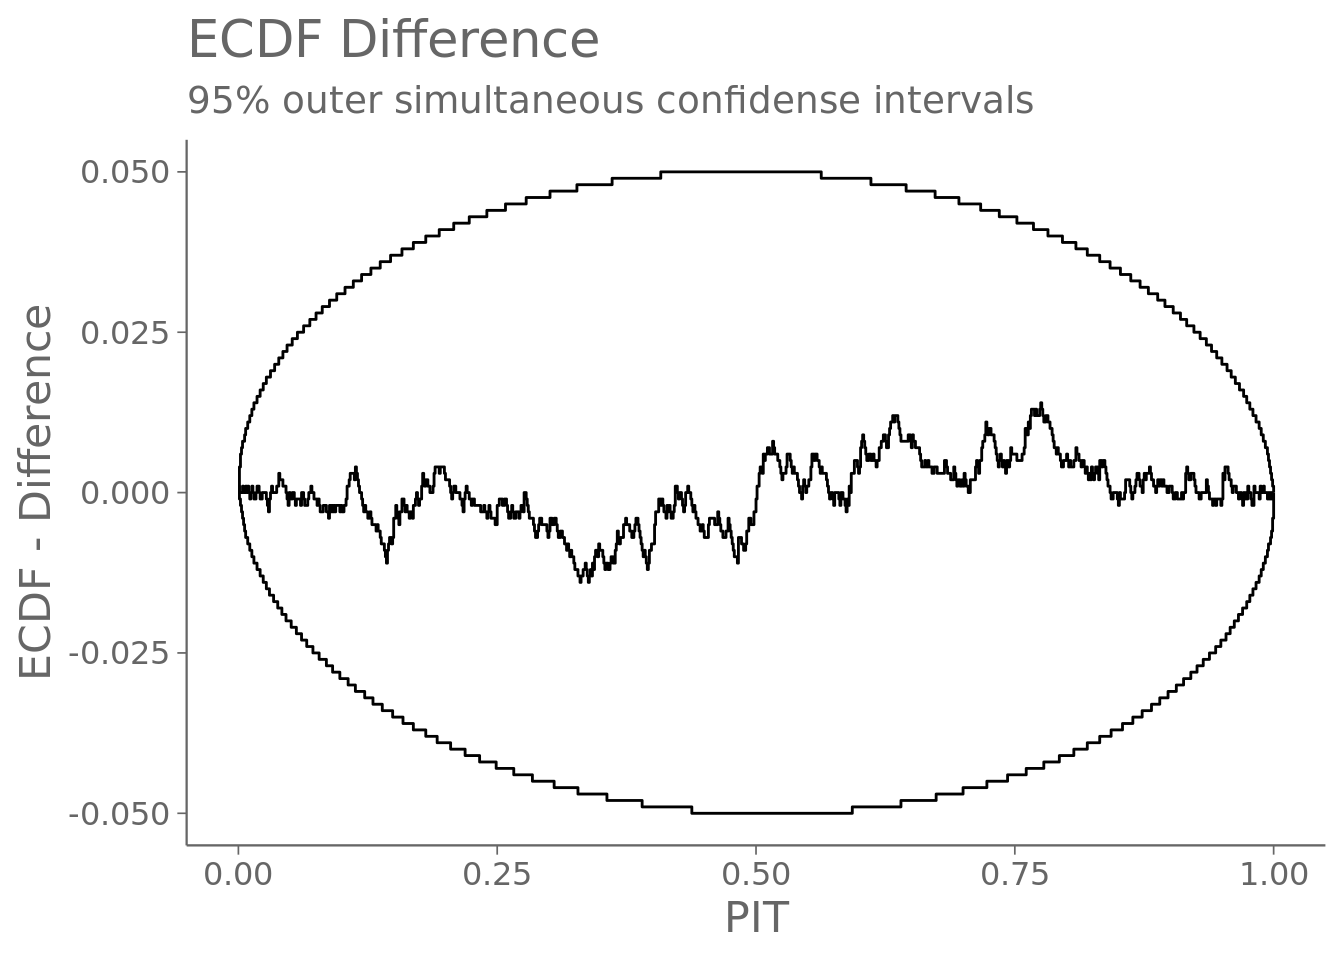 ECDF Difference
95% outer simultaneous confidense intervals
ECDF - Difference
0.050
0.025
0.000
-0.025
-0.050
0.00 0.25 0.50 0.75 1.00
PIT